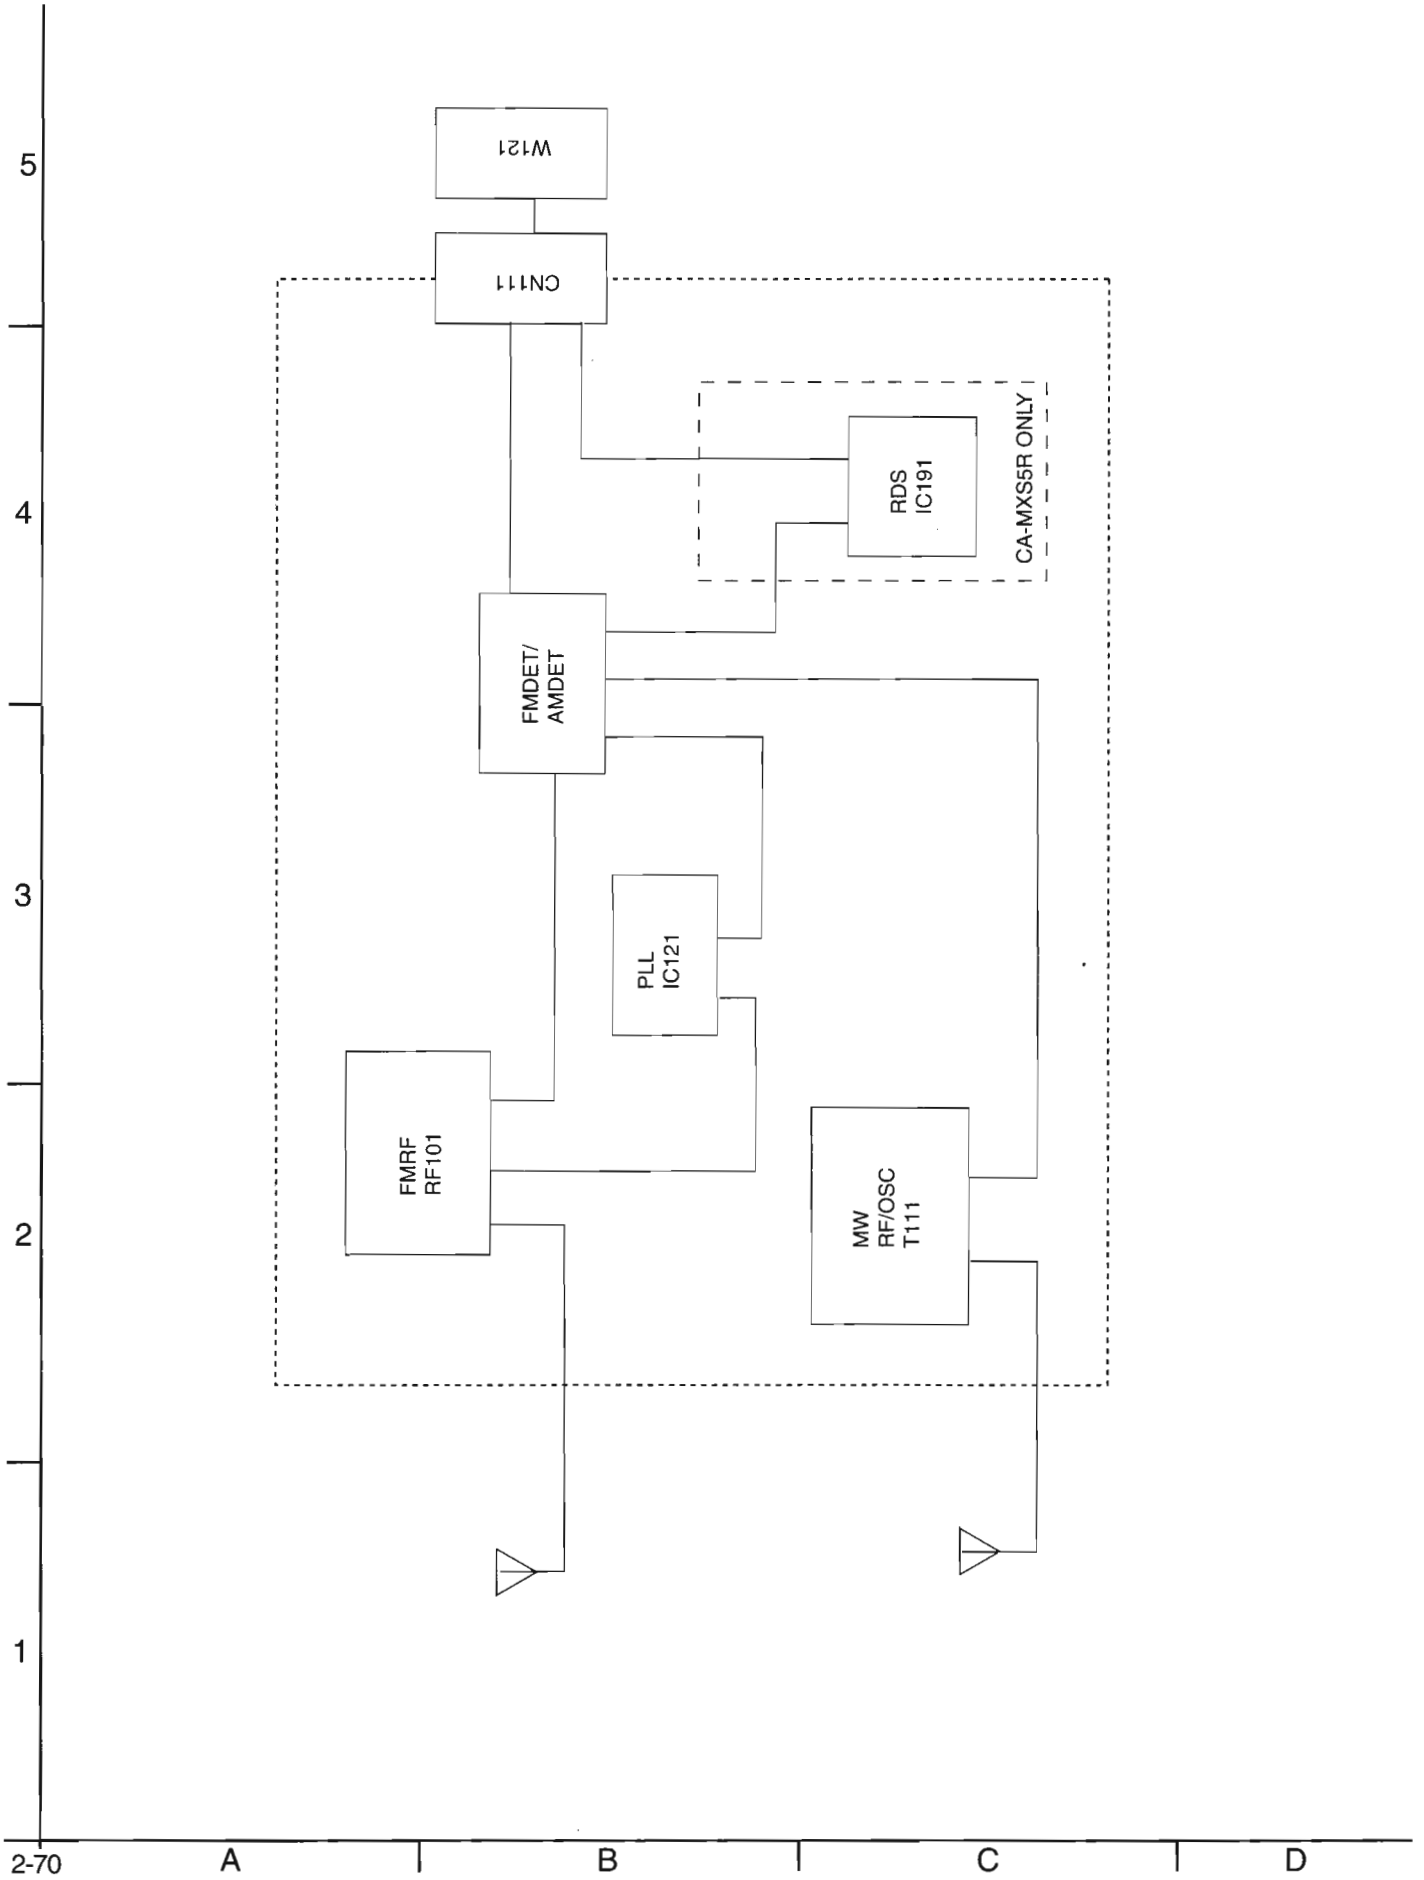 5
4
3
2
1
W121
CN111
RDS
IC191
CA-MXS5R ONLY
FMDET/
AMDET
PLL
IC121
FMRF
RF101
MW
RF/OSC
T111
2-70
A
B
C
D